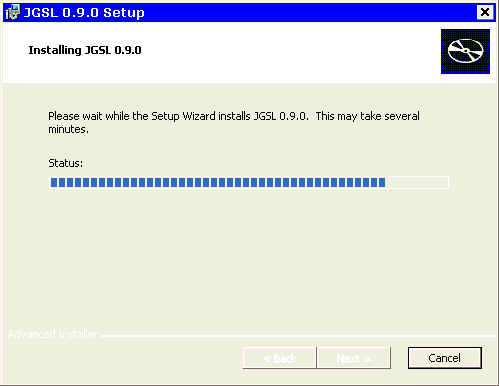 JGSL 0.9.0 Setup
Installing JGSL 0.9.0
Please wait while the Setup Wizard installs JGSL 0.9.0.  This may take several
minutes.
Status:
Advanced Installer
< Back
Next >
Cancel